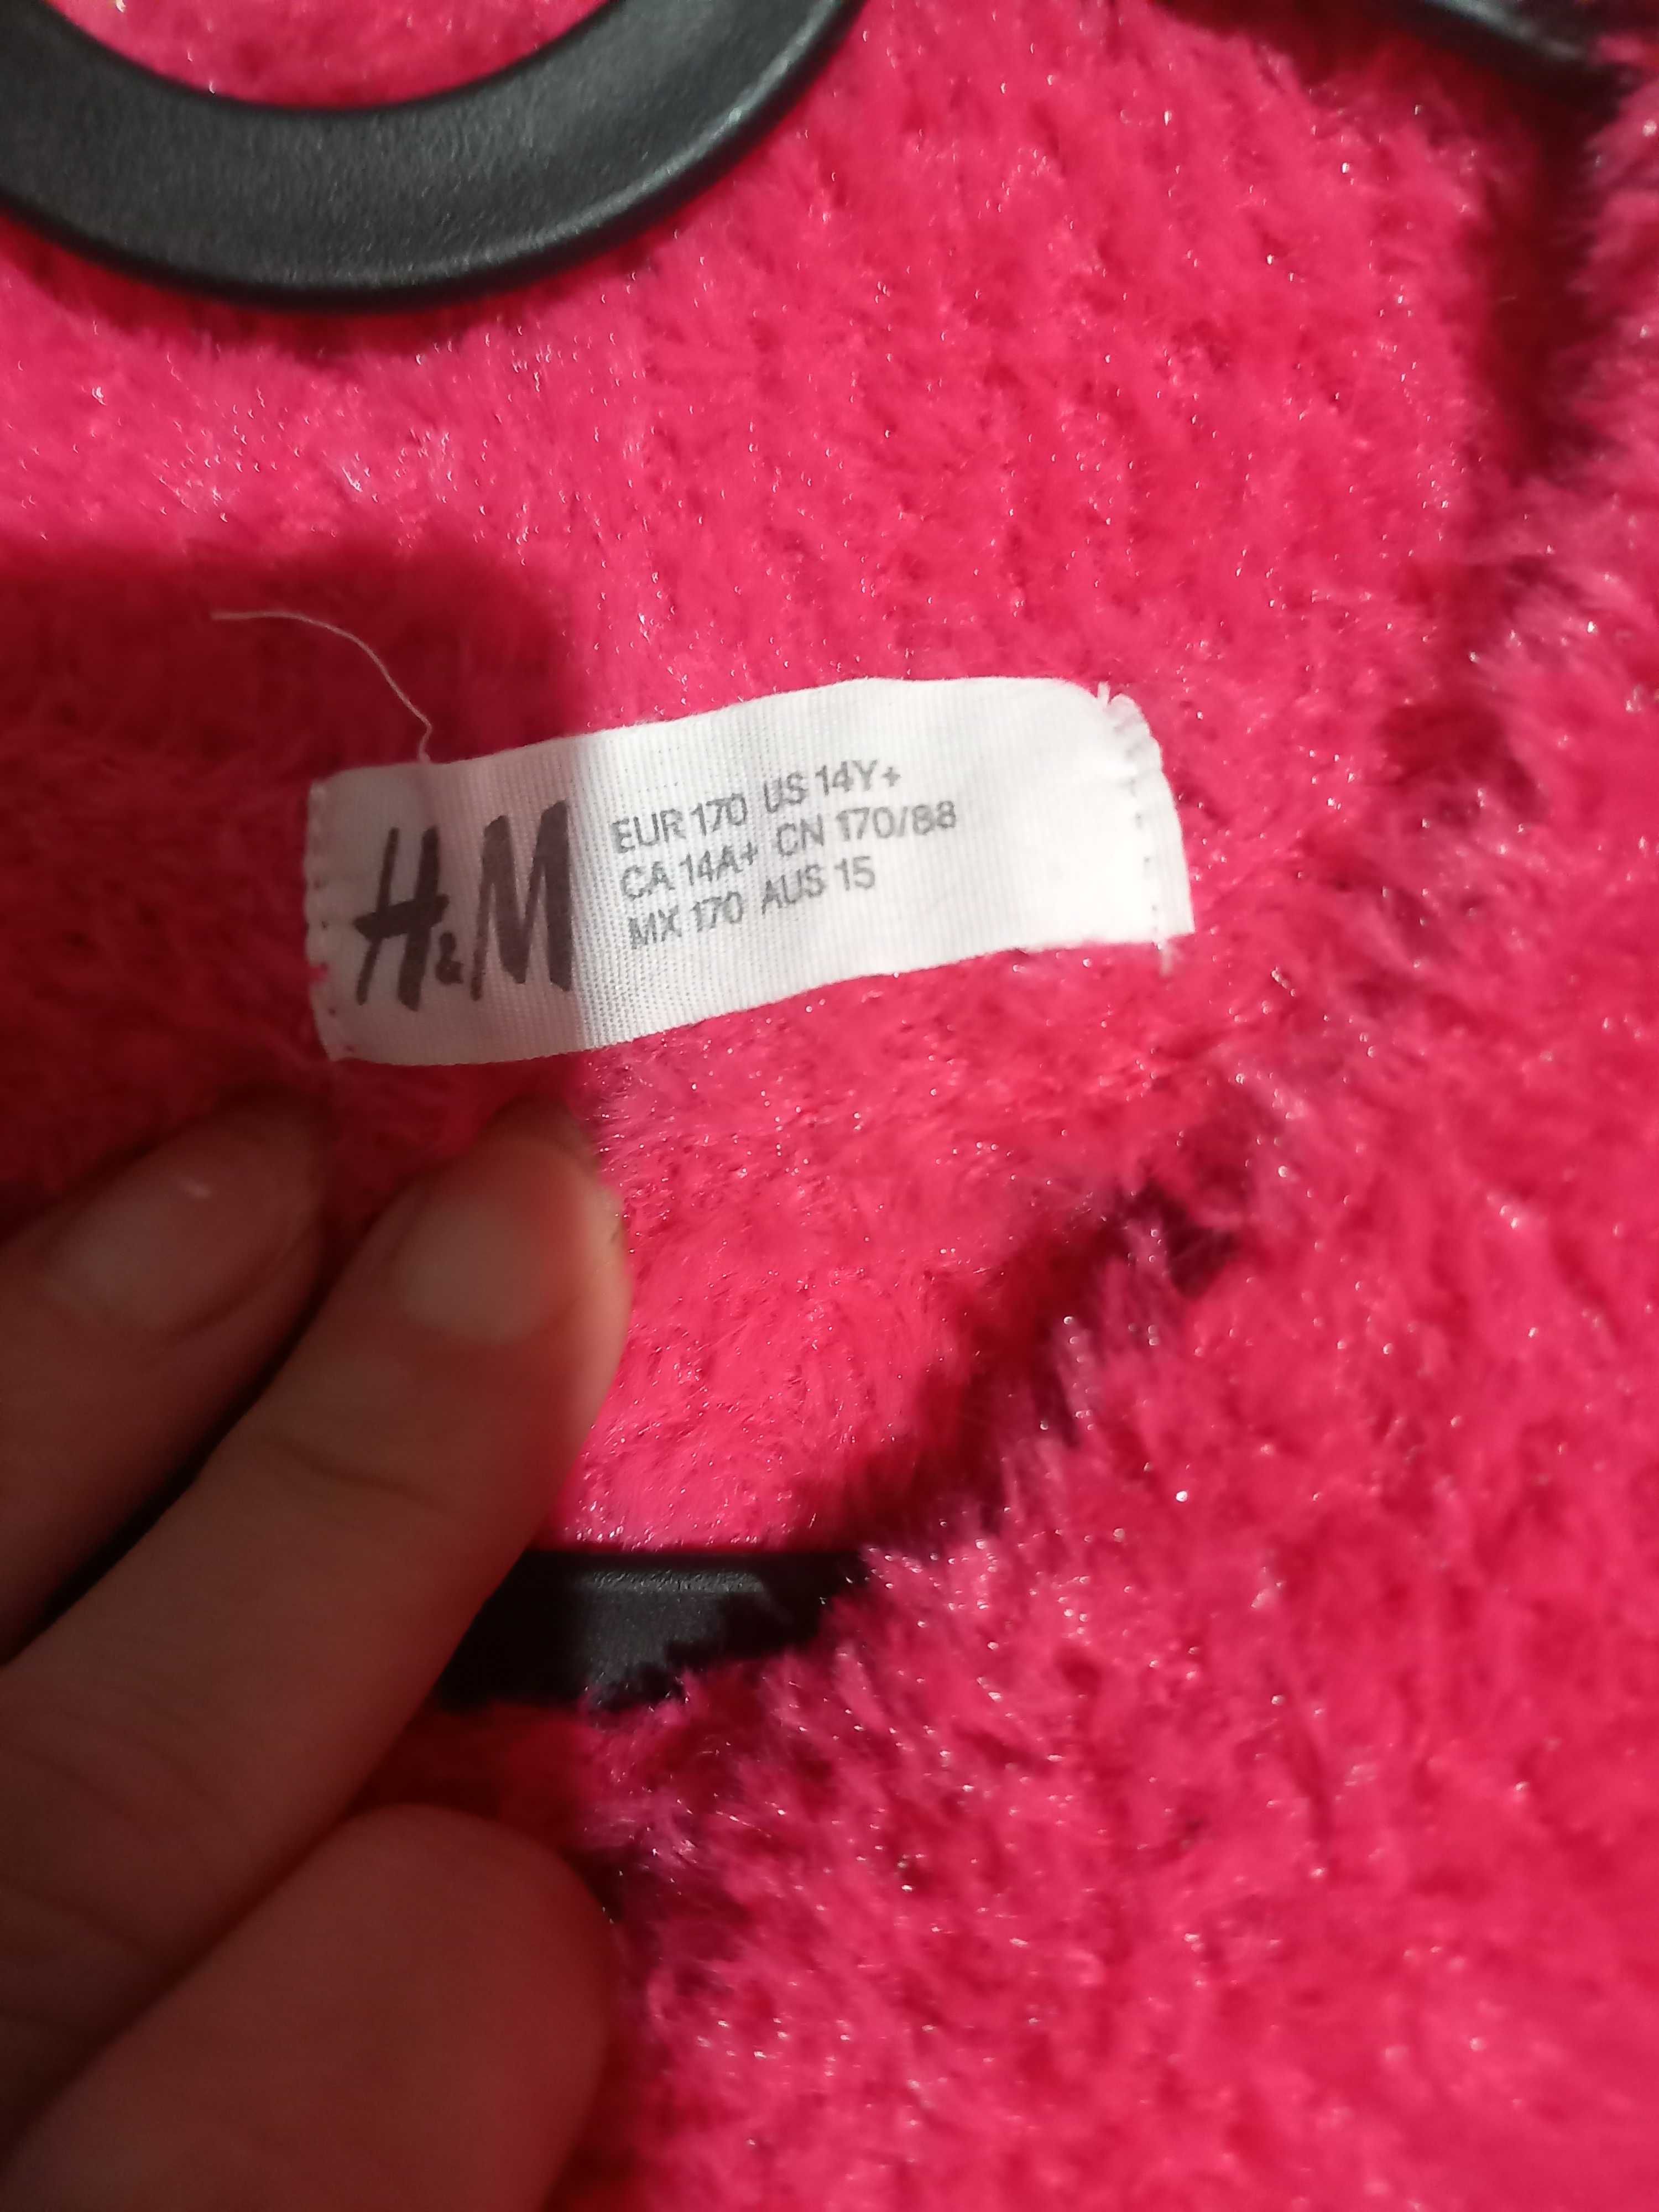 H&M
EUR 170 US 14Y+
CA 14A+ CN 170/88
MX 170 AUS 15